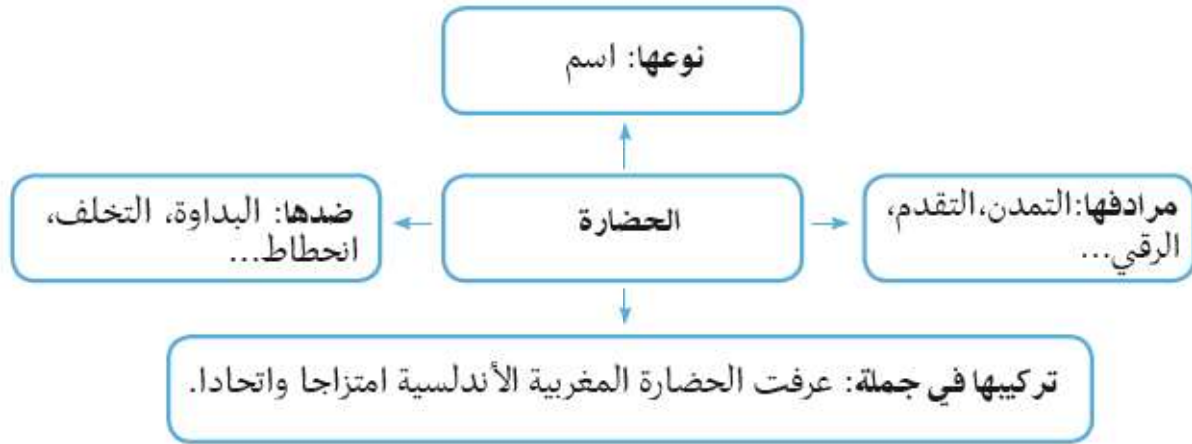 نوعها: اسم
مرادفها:التمدن،التقدم،
الرقي...
الحضارة
ضدها: البداوة، التخلف،
انحطاط...
تركيبها في جملة: عرفت الحضارة المغربية الأندلسية امتزاجا واتحادا.